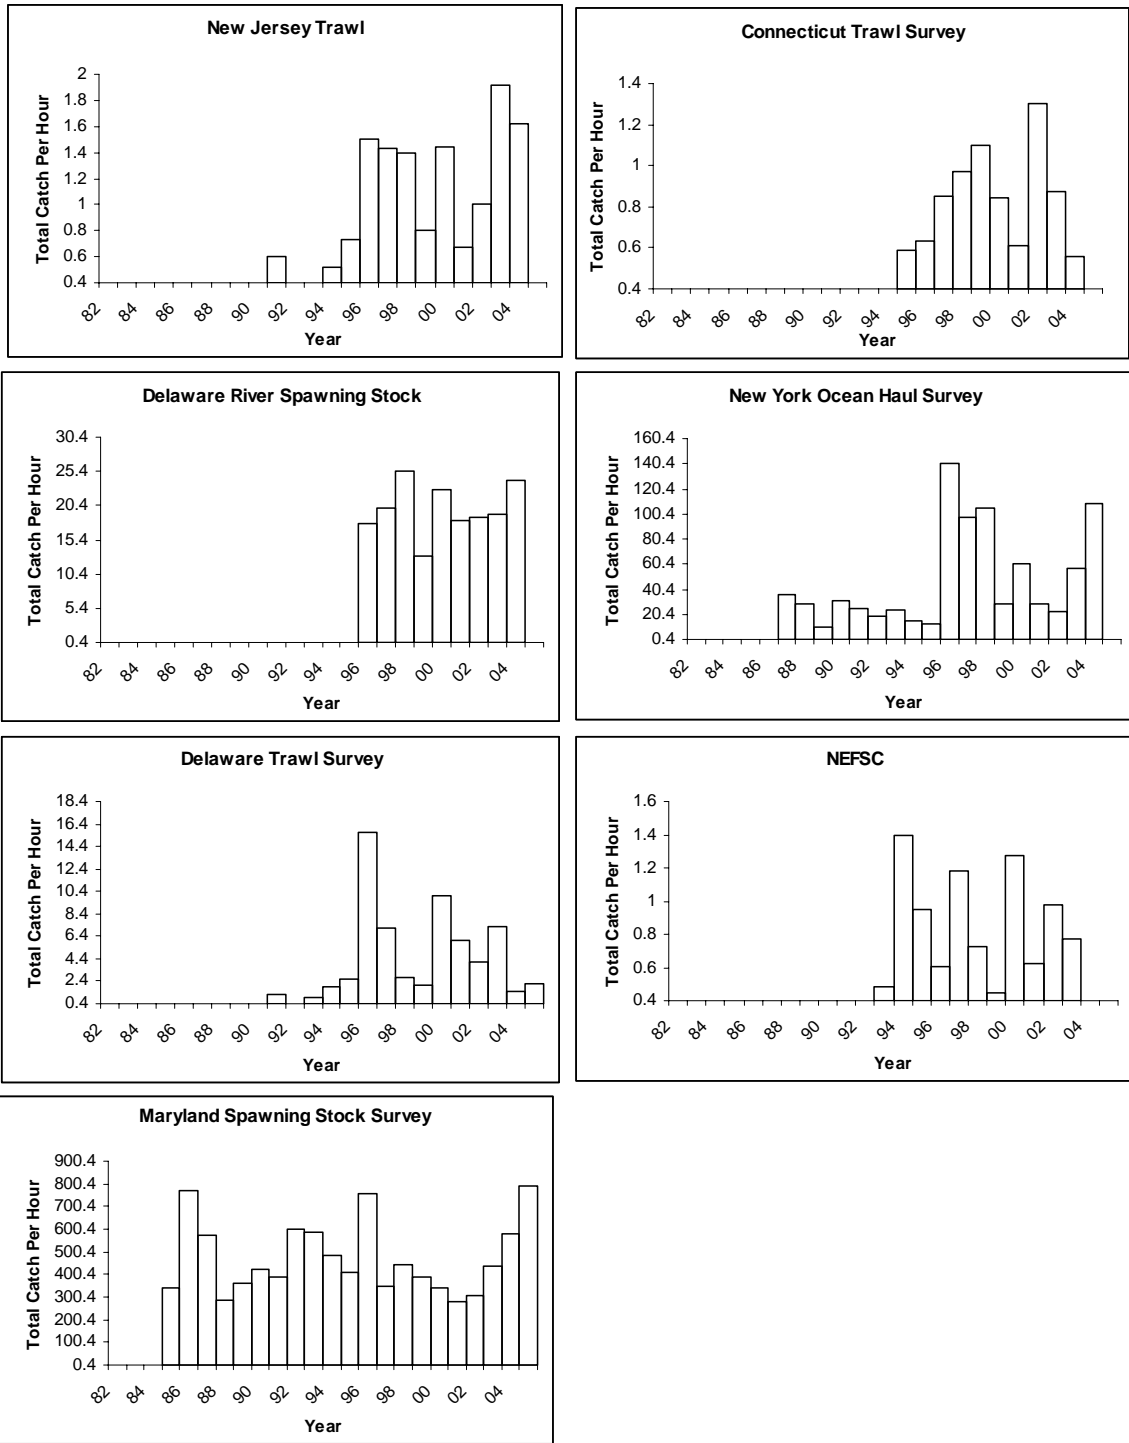 New Jersey Trawl
Total Catch Per Hour
2
1.8
1.6
1.4
1.2
1
0.8
0.6
0.4
82 84 86 88 90 92 94 96 98 00 02 04
Year
Connecticut Trawl Survey
Total Catch Per Hour
1.4
1.2
1
0.8
0.6
0.4
82 84 86 88 90 92 94 96 98 00 02 04
Year
Delaware River Spawning Stock
Total Catch Per Hour
30.4
25.4
20.4
15.4
10.4
5.4
0.4
82 84 86 88 90 92 94 96 98 00 02 04
Year
New York Ocean Haul Survey
Total Catch Per Hour
160.4
140.4
120.4
100.4
80.4
60.4
40.4
20.4
0.4
82 84 86 88 90 92 94 96 98 00 02 04
Year
Delaware Trawl Survey
Total Catch Per Hour
18.4
16.4
14.4
12.4
10.4
8.4
6.4
4.4
2.4
0.4
82 84 86 88 90 92 94 96 98 00 02 04
Year
NEFSC
Total Catch Per Hour
1.6
1.4
1.2
1
0.8
0.6
0.4
82 84 86 88 90 92 94 96 98 00 02 04
Year
Maryland Spawning Stock Survey
Total Catch Per Hour
900.4
800.4
700.4
600.4
500.4
400.4
300.4
200.4
100.4
0.4
82 84 86 88 90 92 94 96 98 00 02 04
Year